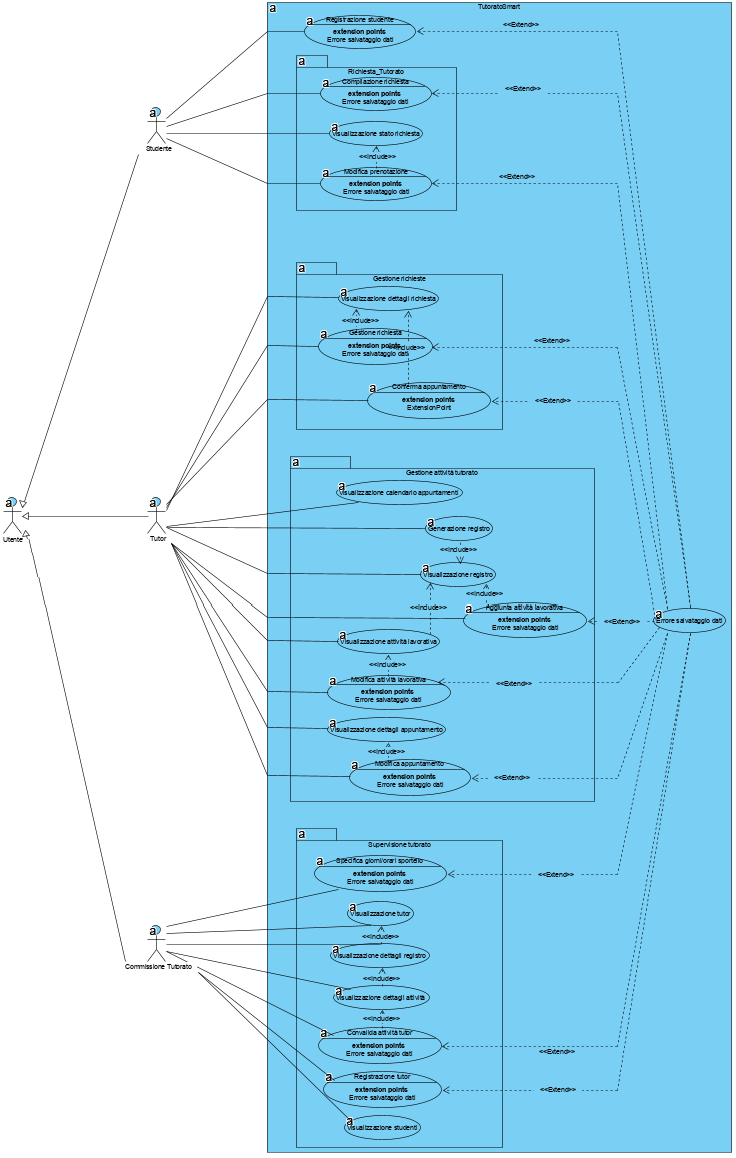 a
TutoratoSmart
a
Registrazione studente
extension points
Errore salvataggio dati
<<Extend>>
a
Richiesta_Tutorato
a
Compilazione richiesta
extension points
Errore salvataggio dati
<<Extend>>
a
Studente
a
Visualizzazione stato richiesta
<<Include>>
a
Modifica prenotazione
extension points
Errore salvataggio dati
<<Extend>>
a
Gestione richieste
a
Visualizzazione dettagli richiesta
<<Include>>
a
Gestione richiesta
extension points
Errore salvataggio dati
<<Include>>
<<Extend>>
a
Conferma appuntamento
extension points
ExtensionPoint
<<Extend>>
a
Gestione attività tutorato
a
Visualizzazione calendario appuntamenti
a
Utente
a
Tutor
a
Generazione registro
<<Include>>
a
Visualizzazione registro
<<Include>>
<<Include>>
a
Aggiunta attività lavorativa
extension points
Errore salvataggio dati
<<Extend>>
a
Errore salvataggio dati
a
Visualizzazione attività lavorativa
<<Include>>
a
Modifica attività lavorativa
extension points
Errore salvataggio dati
<<Extend>>
a
Visualizzazione dettagli appuntamento
<<Include>>
a
Modifica appuntamento
extension points
Errore salvataggio dati
<<Extend>>
a
Supervisione tutorato
a
Specifica giorni/orari sportello
extension points
Errore salvataggio dati
<<Extend>>
a
Visualizzazione tutor
<<Include>>
a
Commissione Tutorato
a
Visualizzazione dettagli registro
<<Include>>
a
Visualizzazione dettagli attività
<<Include>>
a
Convalida attività tutor
extension points
Errore salvataggio dati
<<Extend>>
a
Registrazione tutor
extension points
Errore salvataggio dati
<<Extend>>
a
Visualizzazione studenti